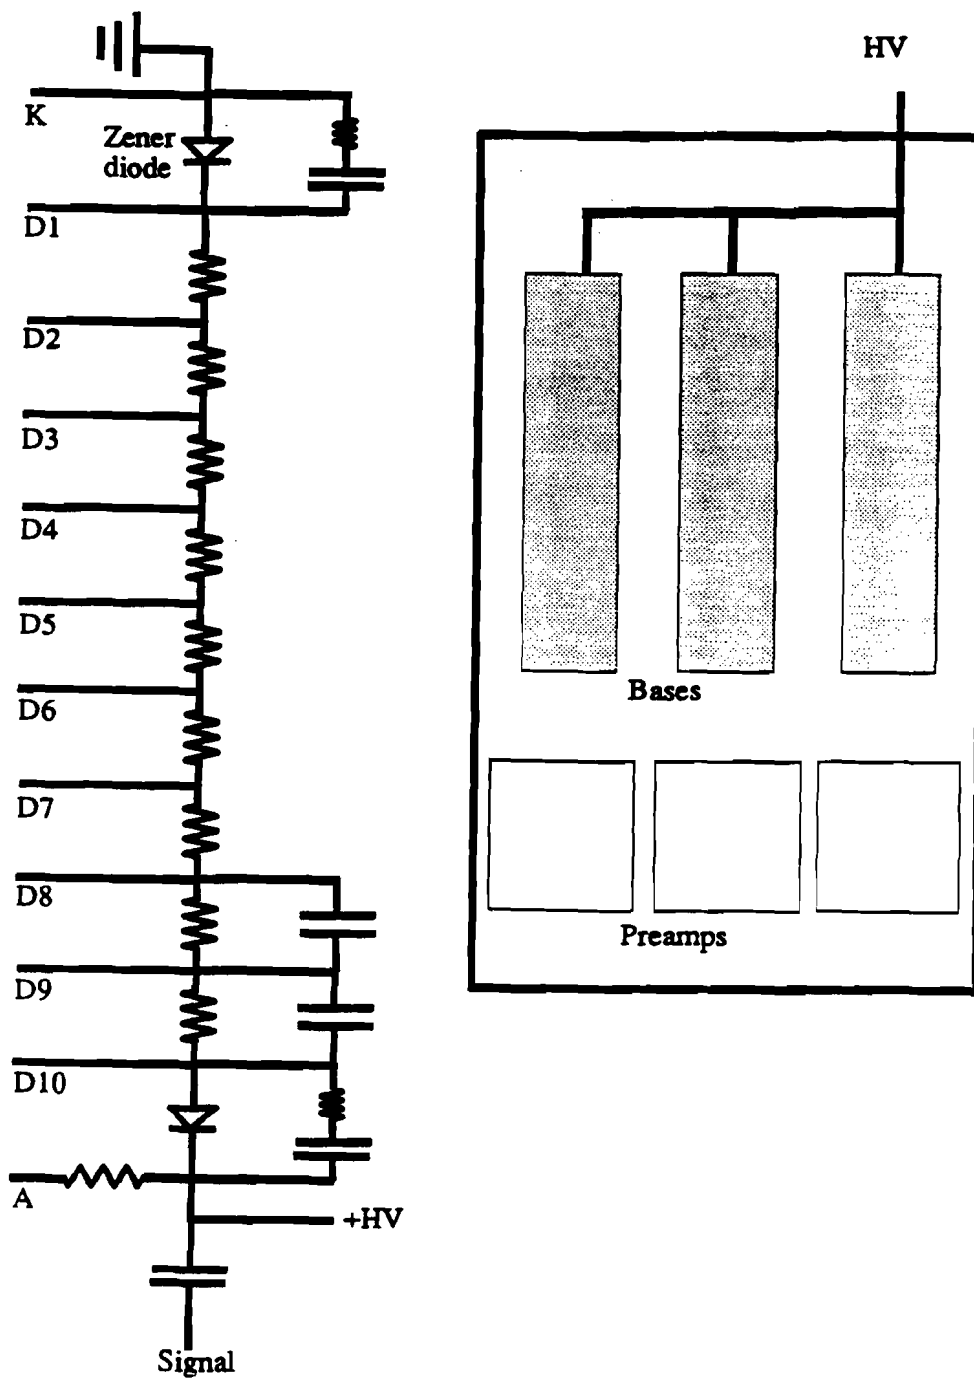 K
Zener
diode
D1
D2
D3
D4
D5
D6
D7
D8
D9
D10
A
+HV
Signal
HV
Bases
Preamps